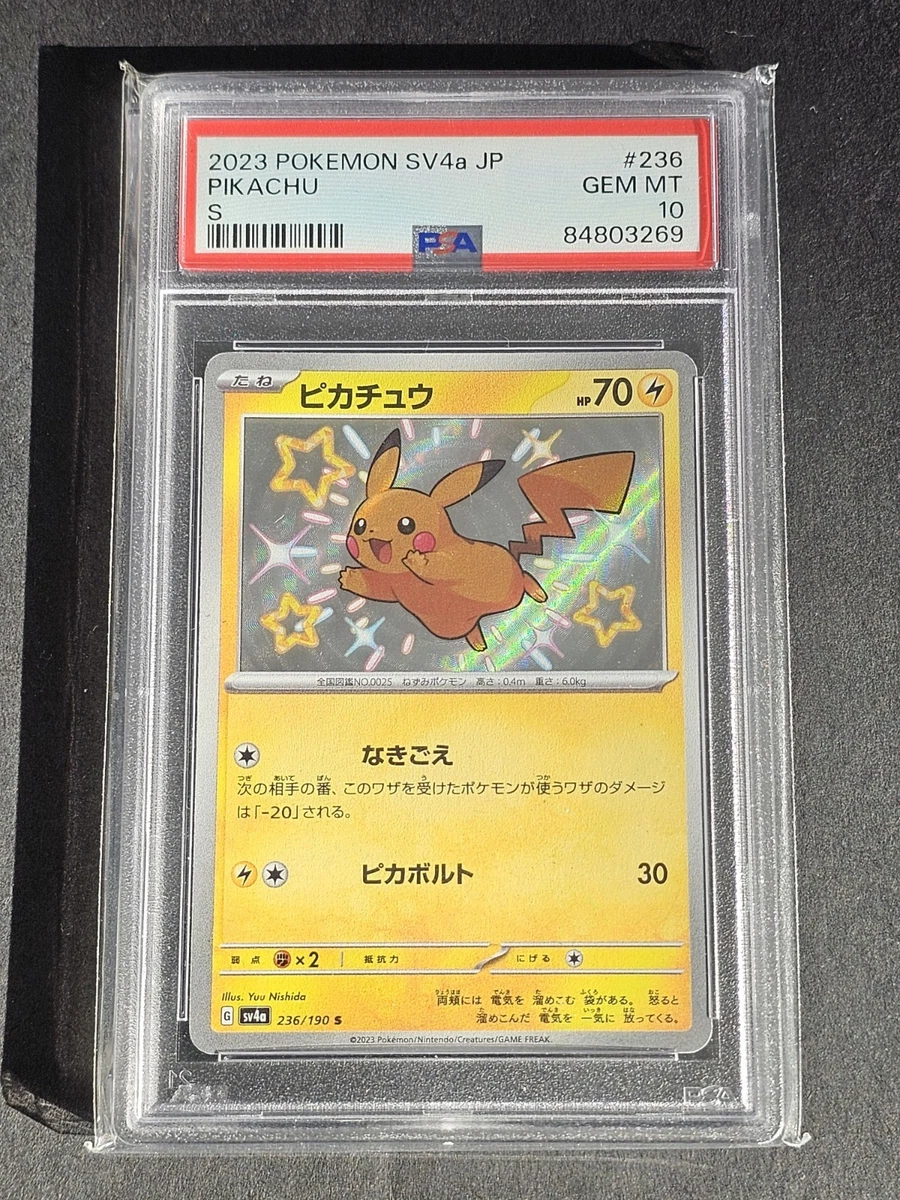 2023 POKEMON SV4a JP #236
PIKACHU GEM MT
S 10
PSA 84803269
たね ピカチュウ HP70
全国図鑑NO.0025 ねずみポケモン 高さ:0.4m 重さ:6.0kg
なきごえ
次の相手の番、このワザを受けたポケモンが使うワザのダメージ
は「-20」される。
ピカボルト 30
弱点 ×2 抵抗力 にげる
Illus. Yuu Nishida
両頬には 電気を 溜めこむ 袋がある。 怒ると
溜めこんだ 電気を 一気に 放ってくる。
G sv4a 236/190 S
©2023 Pokémon/Nintendo/Creatures/GAME FREAK.
PSA